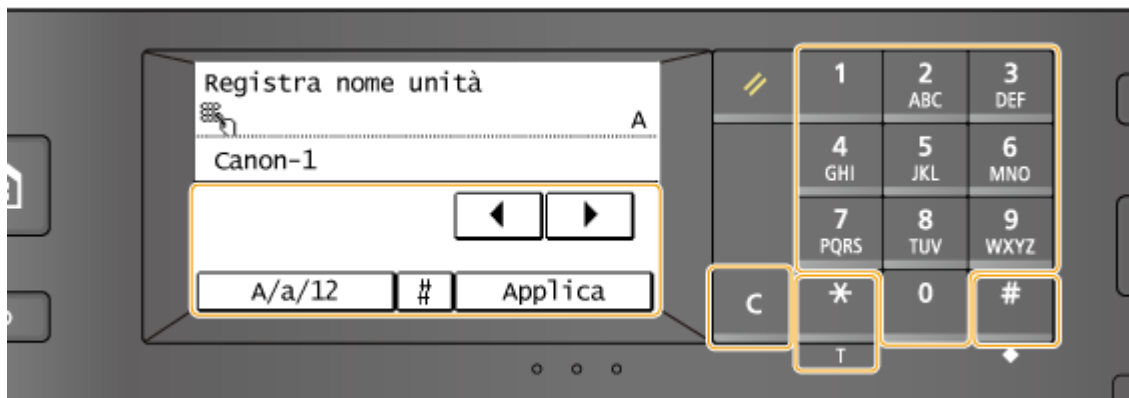 Registra nome unità
A
Canon-1
A/a/12 # Applica
C
1
2
ABC
3
DEF
4
GHI
5
JKL
6
MNO
7
PQRS
8
TUV
9
WXYZ
*
T
0
#